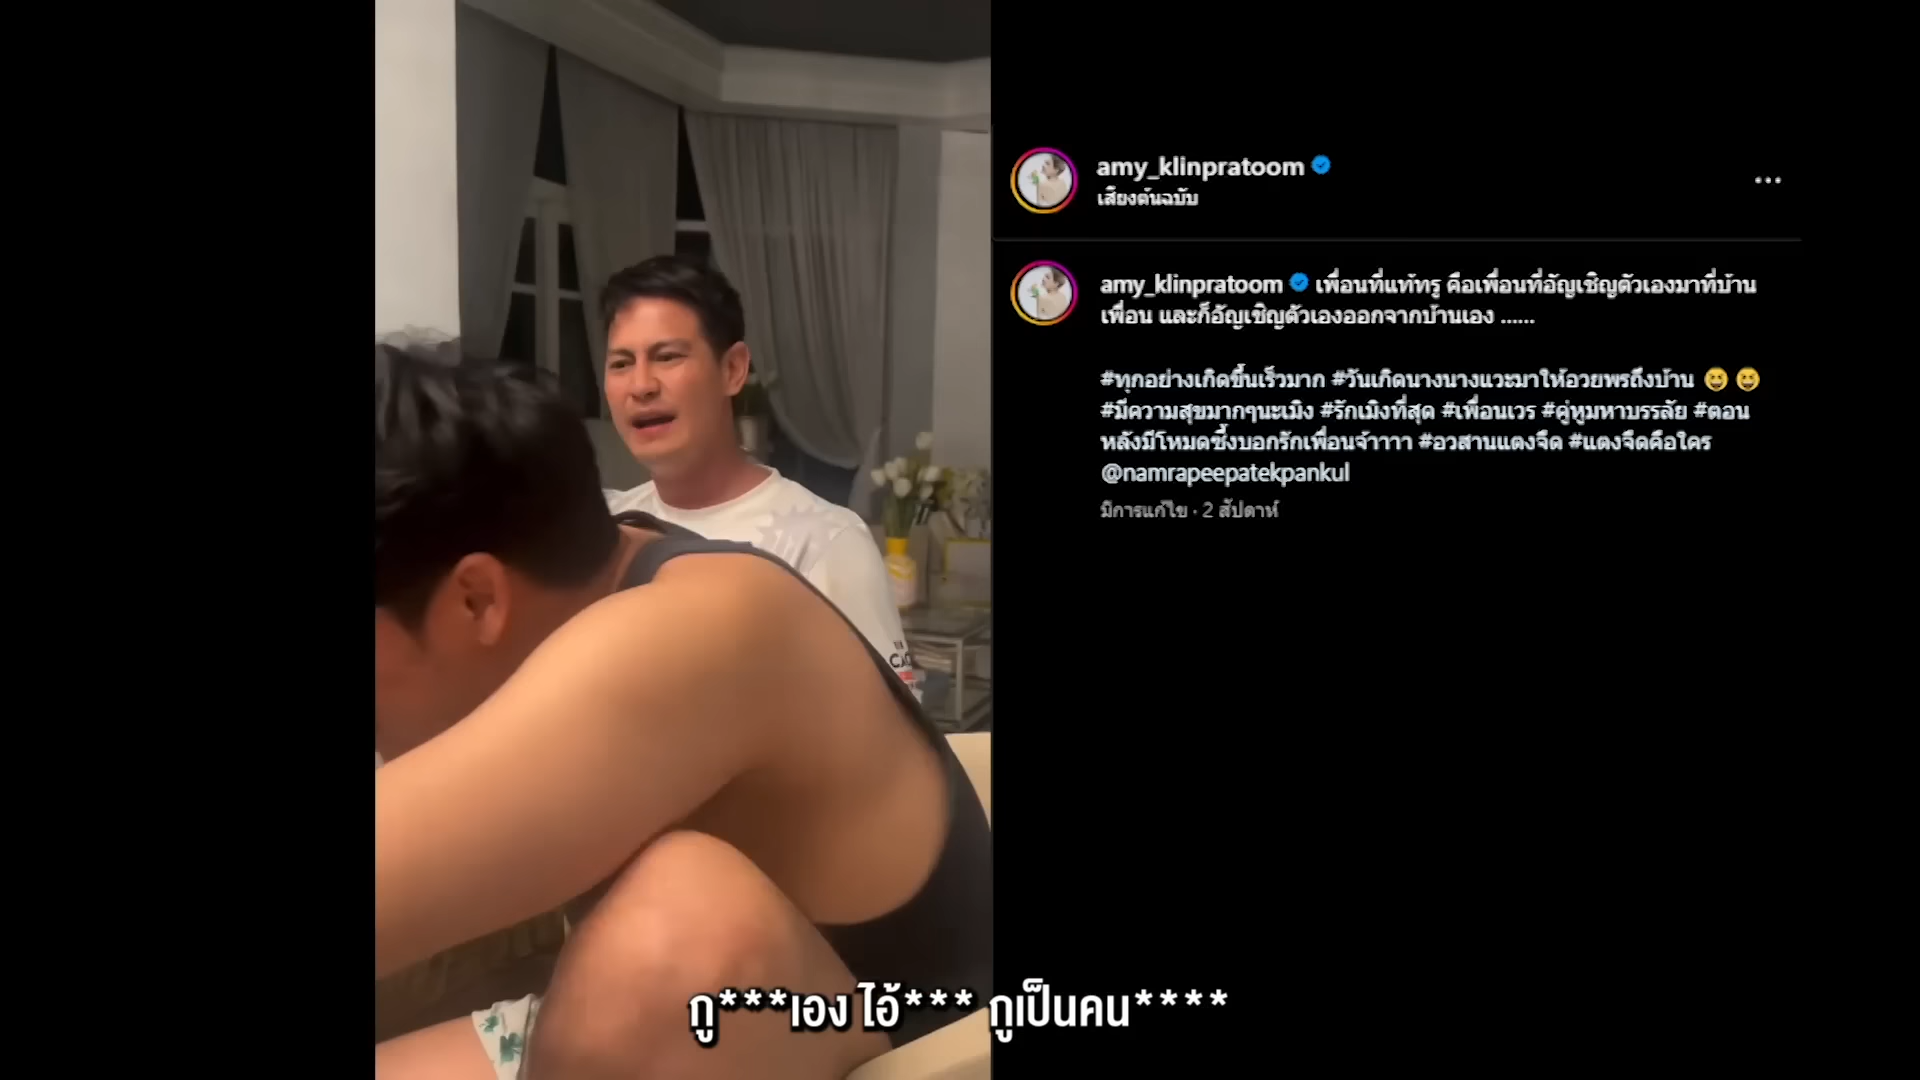 amy_klinpratoom
เสียงต้นฉบับ
amy_klinpratoom เพื่อนที่แท้ทรู คือเพื่อนที่อัญเชิญตัวเองมาที่บ้าน
เพื่อน และก็อัญเชิญตัวเองออกจากบ้านเอง ......
#ทุกอย่างเกิดขึ้นเร็วมาก #วันเกิดนางนางแวะมาให้อวยพรถึงบ้าน 😝 😝
#มีความสุขมากๆนะเมิง #รักเมิงที่สุด #เพื่อนเวร #คู่หูมหาบรรลัย #ตอน
หลังมีโหมดซึ้งบอกรักเพื่อนจ้าาาา #อวสานแตงจืด #แตงจืดคือใคร
@namrapeepatekpankul
มีการแก้ไข · 2 สัปดาห์
กู***เอง ไอ้*** กูเป็นคน****